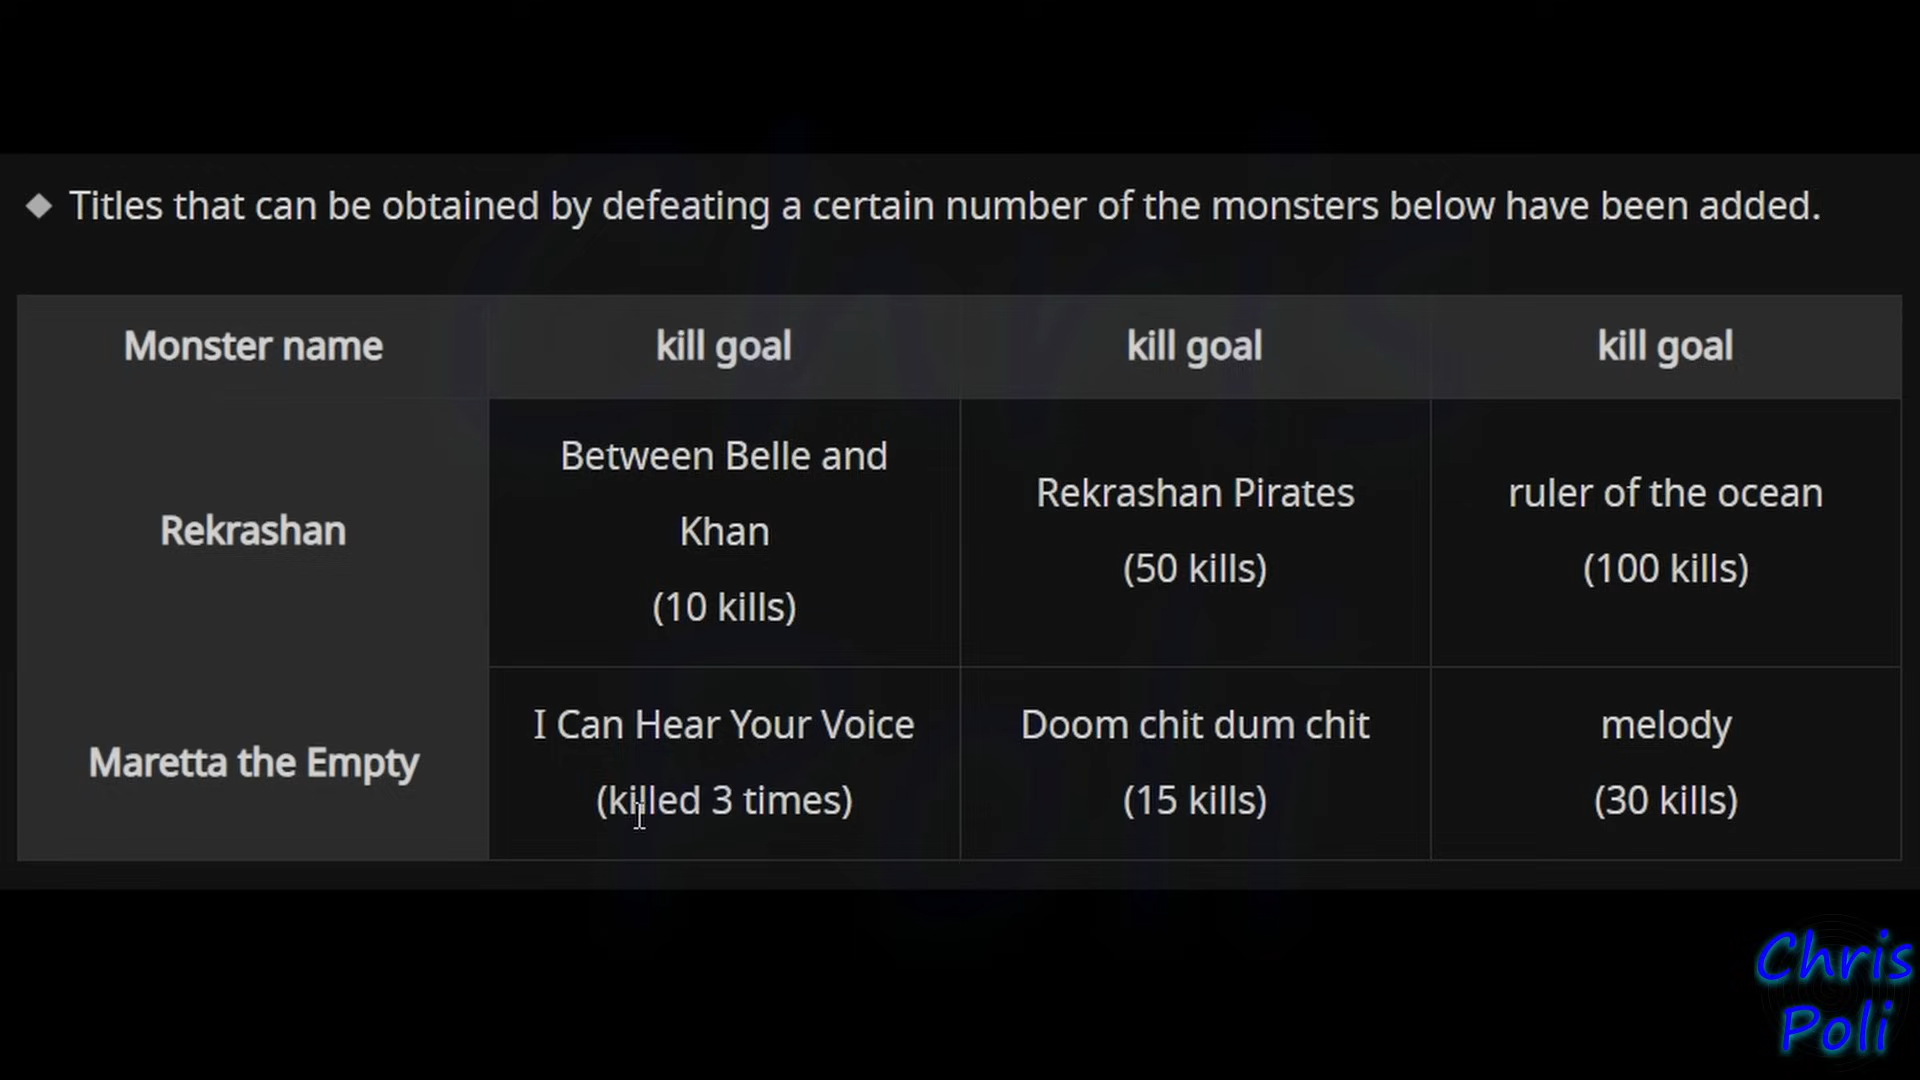 ◆ Titles that can be obtained by defeating a certain number of the monsters below have been added.
Monster name
kill goal
kill goal
kill goal
Rekrashan
Between Belle and
Khan
(10 kills)
Rekrashan Pirates
(50 kills)
ruler of the ocean
(100 kills)
Maretta the Empty
I Can Hear Your Voice
(killed 3 times)
Doom chit dum chit
(15 kills)
melody
(30 kills)
Chris
Poli